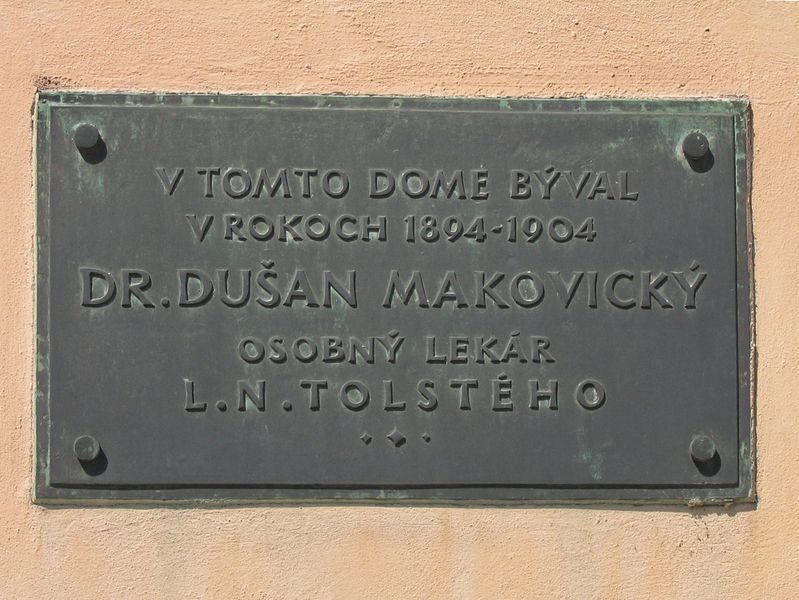 V TOMTO DOME BÝVAL
V ROKOCH 1894-1904
DR. DUŠAN MAKOVICKÝ
OSOBNÝ LEKÁR
L. N. TOLSTÉHO